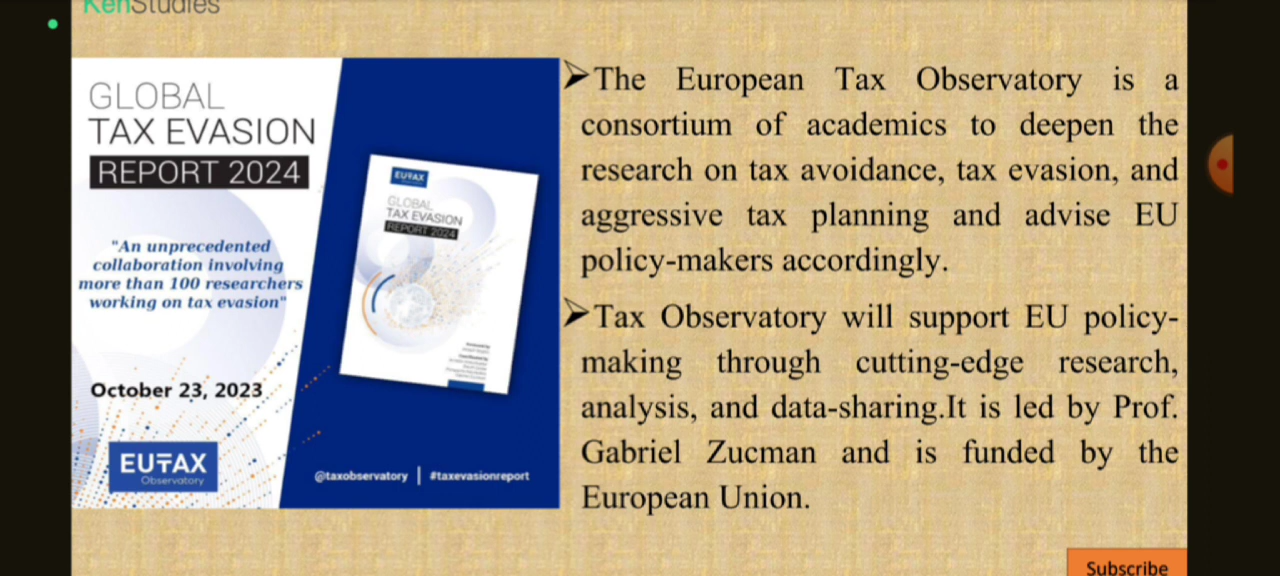 KenStudies
GLOBAL
TAX EVASION
REPORT 2024
"An unprecedented
collaboration involving
more than 100 researchers
working on tax evasion"
October 23, 2023
EUTAX
Observatory
EUTAX
GLOBAL
TAX EVASION
REPORT 2024
@taxobservatory | #taxevasionreport
➢The European Tax Observatory is a
consortium of academics to deepen the
research on tax avoidance, tax evasion, and
aggressive tax planning and advise EU
policy-makers accordingly.
➢Tax Observatory will support EU policy-
making through cutting-edge research,
analysis, and data-sharing.It is led by Prof.
Gabriel Zucman and is funded by the
European Union.
Subscribe